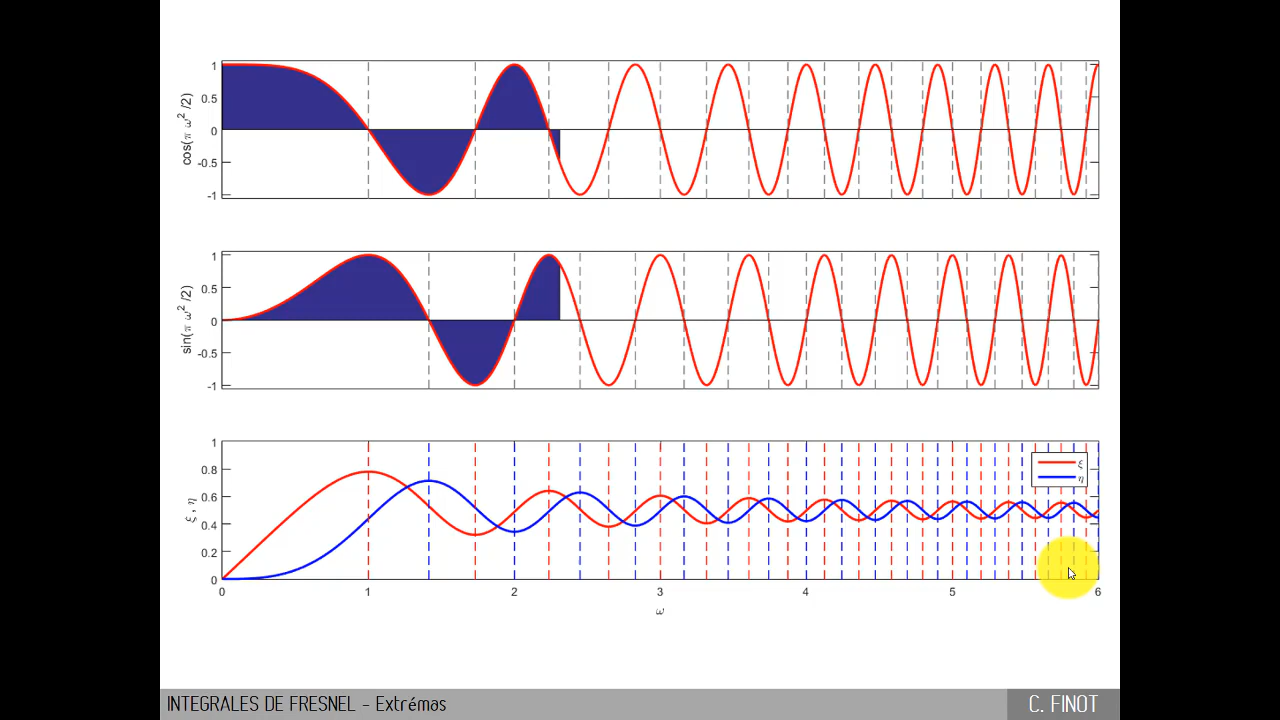 1
0.5
0
-0.5
-1
cos(π ω² /2)
1
0.5
0
-0.5
-1
sin(π ω² /2)
1
0.8
0.6
0.4
0.2
0
ξ , η
ξ
η
0 1 2 3 4 5 6
ω
INTEGRALES DE FRESNEL - Extrémas
C. FINOT